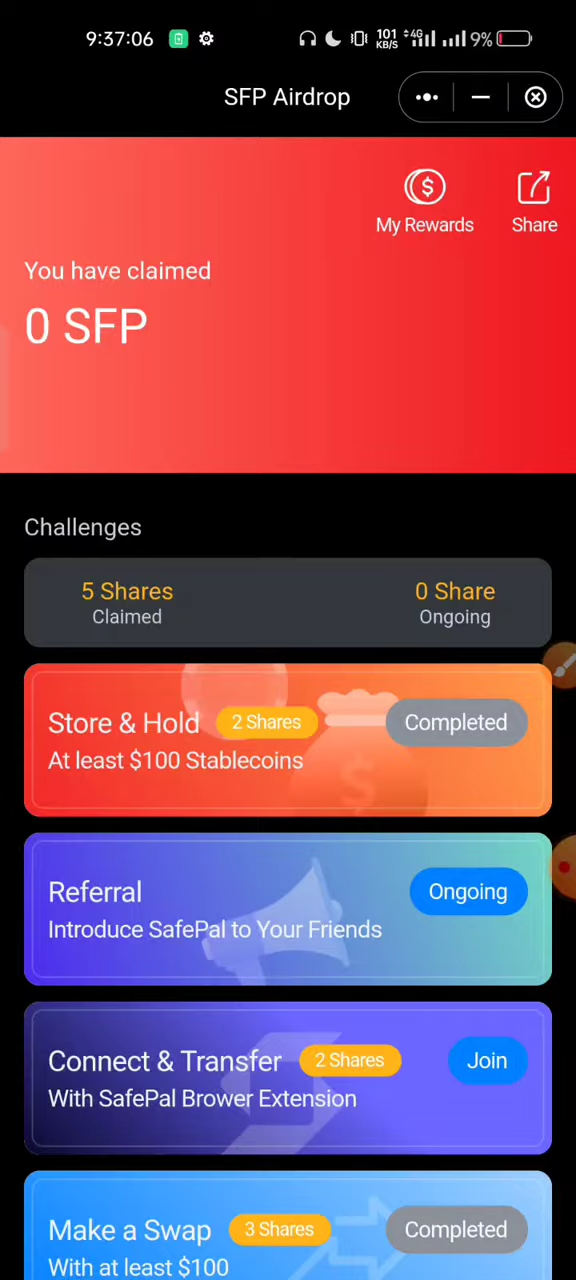 9:37:06 101 KB/S 4G 9%
SFP Airdrop
My Rewards Share
You have claimed
0 SFP
Challenges
5 Shares 0 Share
Claimed Ongoing
Store & Hold 2 Shares Completed
At least $100 Stablecoins
Referral Ongoing
Introduce SafePal to Your Friends
Connect & Transfer 2 Shares Join
With SafePal Brower Extension
Make a Swap 3 Shares Completed
With at least $100